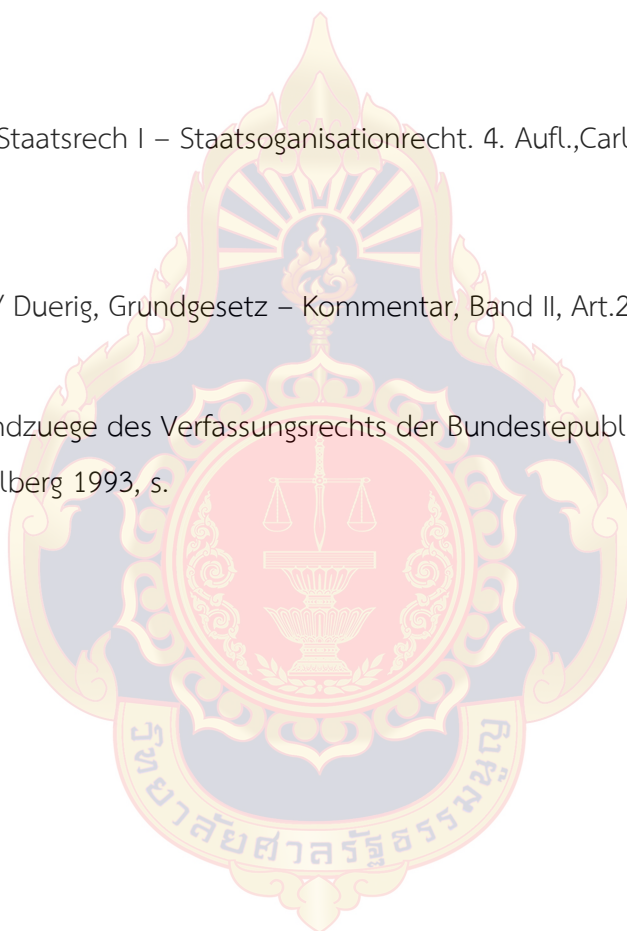 Staatsrech I – Staatsoganisationrecht. 4. Aufl.,Carl
/ Duerig, Grundgesetz – Kommentar, Band II, Art.2
ndzuege des Verfassungsrechts der Bundesrepubl
lberg 1993, s.
วิทยาลัยศาลรัฐธรรมนูญ